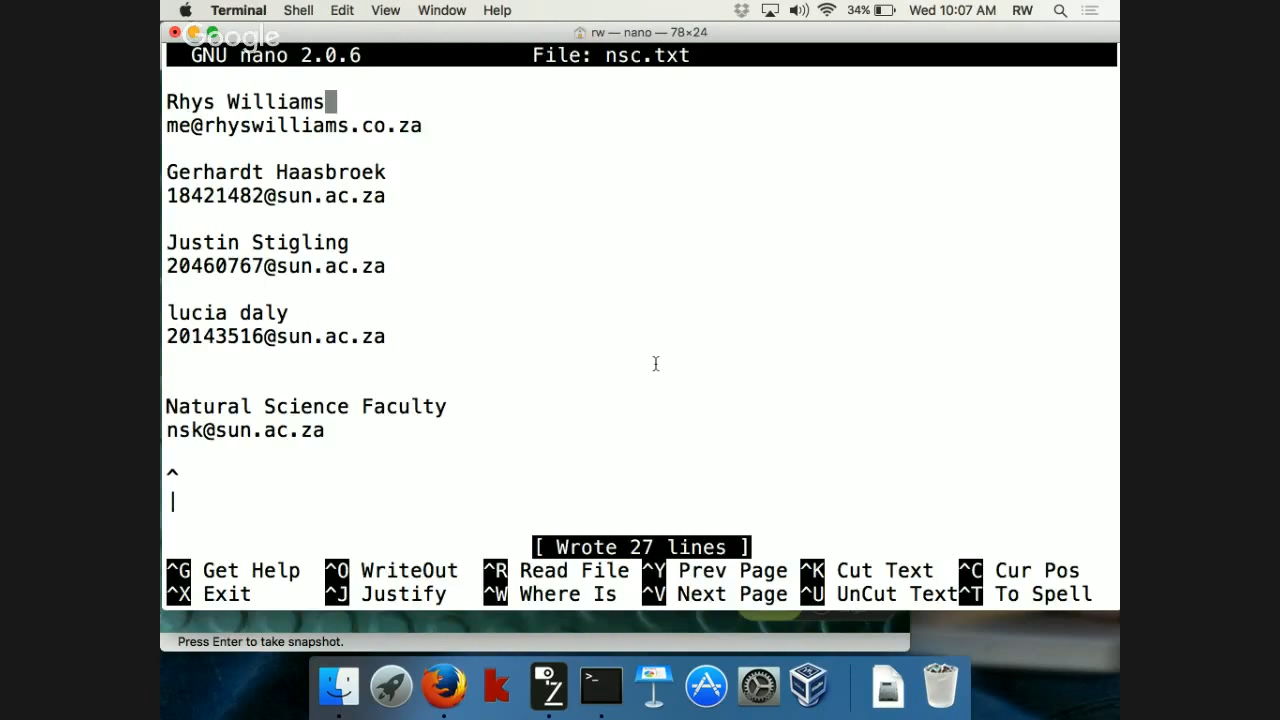 Terminal Shell Edit View Window Help 34% Wed 10:07 AM RW
Google
rw — nano — 78×24
GNU nano 2.0.6 File: nsc.txt
Rhys Williams
me@rhyswilliams.co.za
Gerhardt Haasbroek
18421482@sun.ac.za
Justin Stigling
20460767@sun.ac.za
lucia daly
20143516@sun.ac.za
Natural Science Faculty
nsk@sun.ac.za
^
|
[ Wrote 27 lines ]
^G Get Help ^O WriteOut ^R Read File ^Y Prev Page ^K Cut Text ^C Cur Pos
^X Exit ^J Justify ^W Where Is ^V Next Page ^U UnCut Text ^T To Spell
Press Enter to take snapshot.